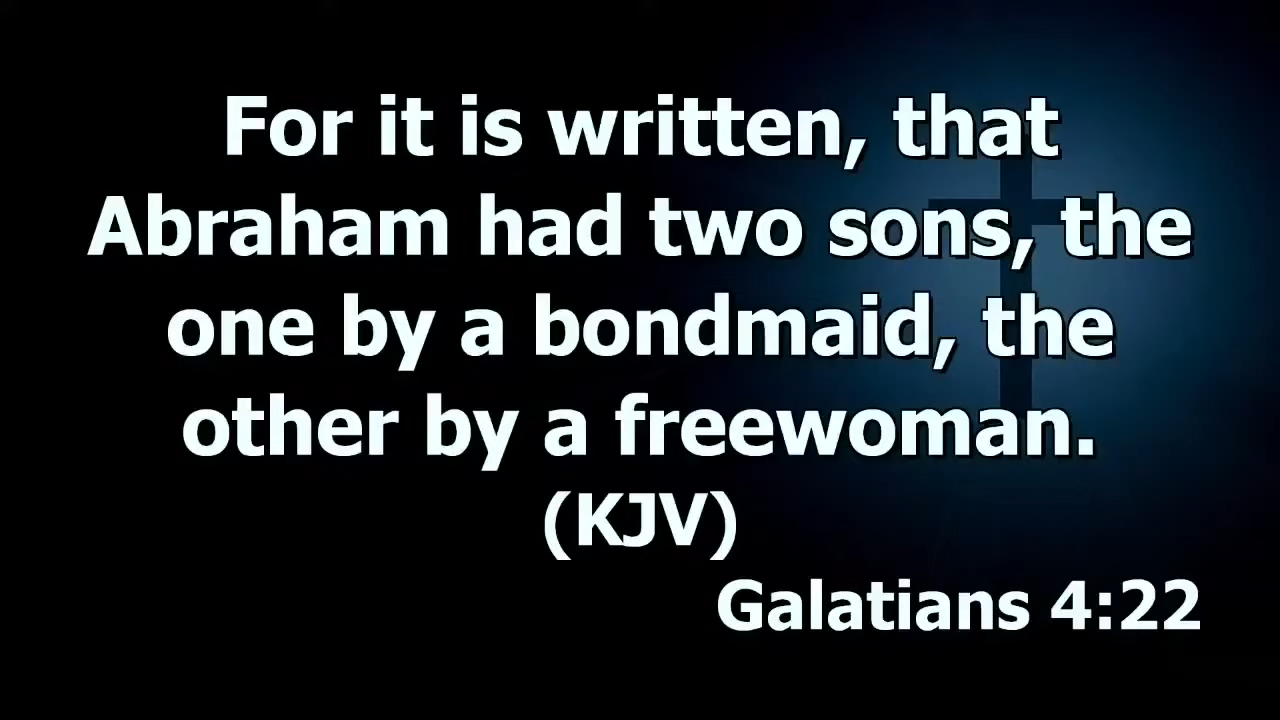 For it is written, that
Abraham had two sons, the
one by a bondmaid, the
other by a freewoman.
(KJV)
Galatians 4:22